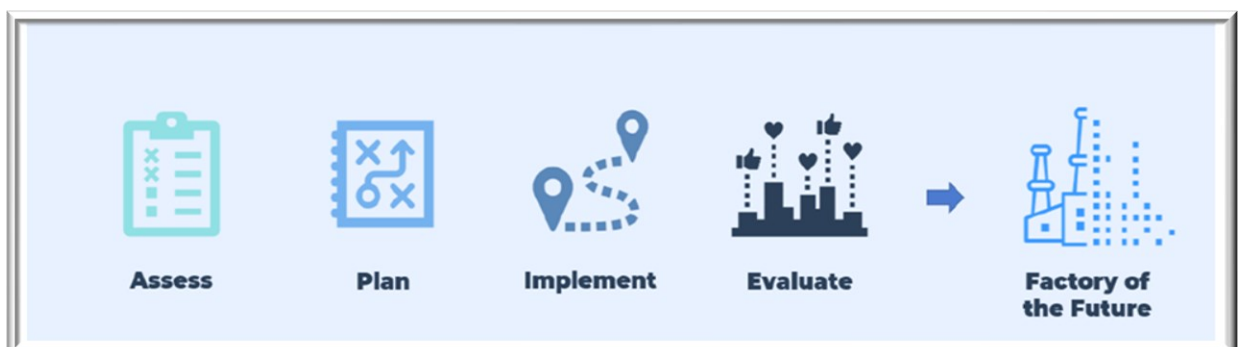 Assess
Plan
Implement
Evaluate
Factory of
the Future